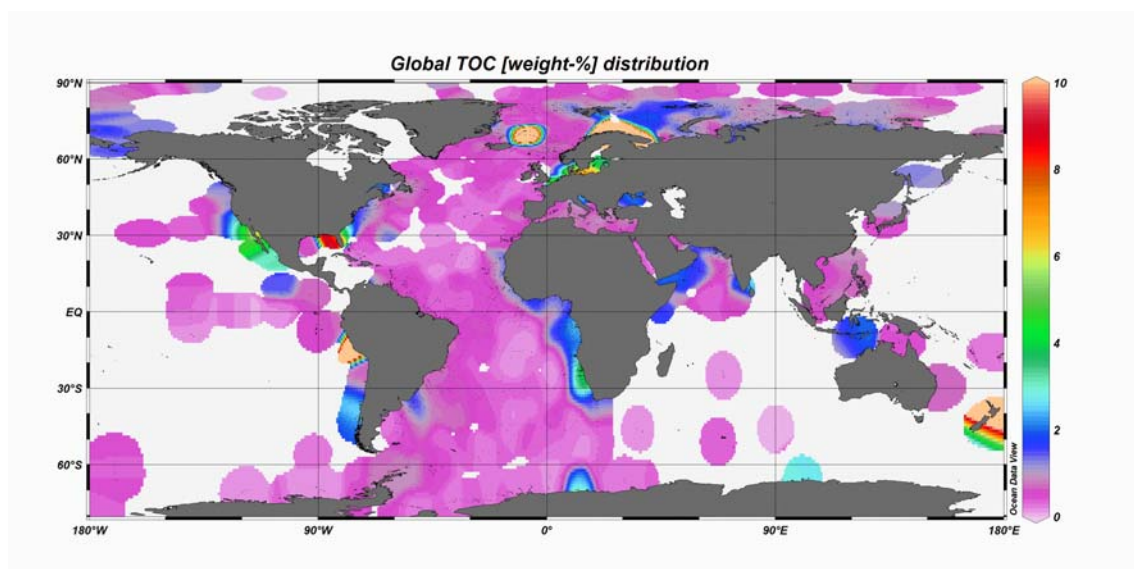 Global TOC [weight-%] distribution
90°N
60°N
30°N
EQ
30°S
60°S
180°W
90°W
0°
90°E
180°E
10
8
6
4
2
0
Ocean Data View